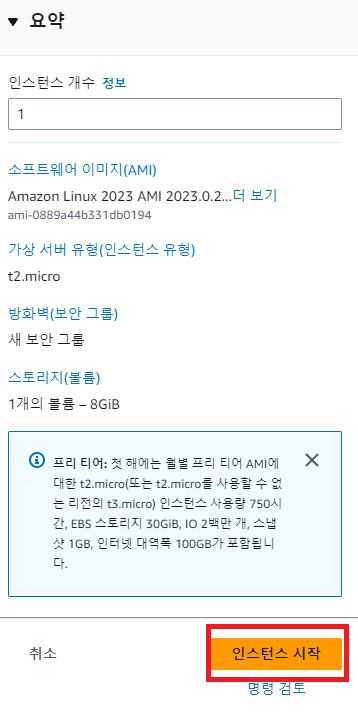 요약
인스턴스 개수 정보
1
소프트웨어 이미지(AMI)
Amazon Linux 2023 AMI 2023.0.2...더 보기
ami-0889a44b331db0194
가상 서버 유형(인스턴스 유형)
t2.micro
방화벽(보안 그룹)
새 보안 그룹
스토리지(볼륨)
1개의 볼륨 – 8GiB
프리 티어: 첫 해에는 월별 프리 티어 AMI에
대한 t2.micro(또는 t2.micro를 사용할 수 없
는 리전의 t3.micro) 인스턴스 사용량 750시
간, EBS 스토리지 30GiB, IO 2백만 개, 스냅
샷 1GB, 인터넷 대역폭 100GB가 포함됩니
다.
취소
인스턴스 시작
명령 검토